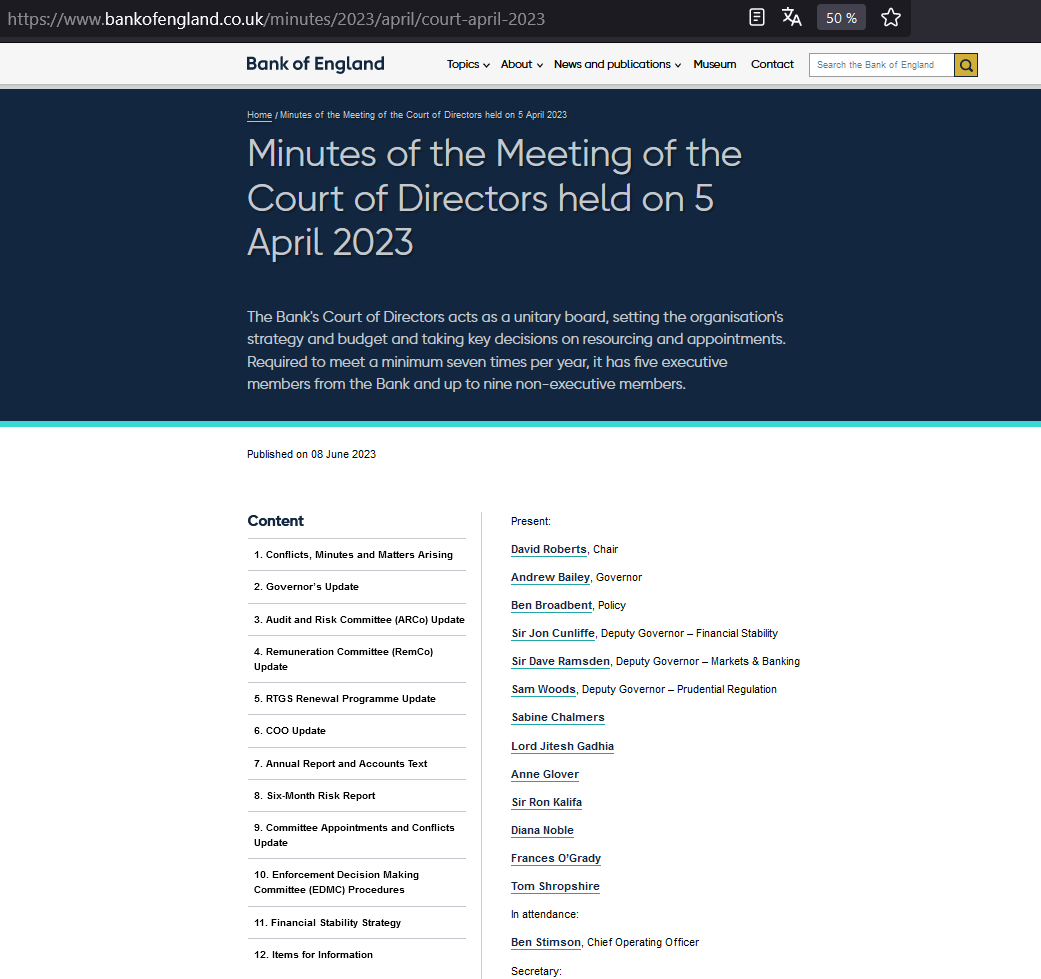 https://www.bankofengland.co.uk/minutes/2023/april/court-april-2023
50 %
Bank of England
Topics
About
News and publications
Museum
Contact
Search the Bank of England
Home / Minutes of the Meeting of the Court of Directors held on 5 April 2023
Minutes of the Meeting of the
Court of Directors held on 5
April 2023
The Bank's Court of Directors acts as a unitary board, setting the organisation's
strategy and budget and taking key decisions on resourcing and appointments.
Required to meet a minimum seven times per year, it has five executive
members from the Bank and up to nine non-executive members.
Published on 08 June 2023
Content
1. Conflicts, Minutes and Matters Arising
2. Governor's Update
3. Audit and Risk Committee (ARCo) Update
4. Remuneration Committee (RemCo)
Update
5. RTGS Renewal Programme Update
6. COO Update
7. Annual Report and Accounts Text
8. Six-Month Risk Report
9. Committee Appointments and Conflicts
Update
10. Enforcement Decision Making
Committee (EDMC) Procedures
11. Financial Stability Strategy
12. Items for Information
Present:
David Roberts, Chair
Andrew Bailey, Governor
Ben Broadbent, Policy
Sir Jon Cunliffe, Deputy Governor – Financial Stability
Sir Dave Ramsden, Deputy Governor – Markets & Banking
Sam Woods, Deputy Governor – Prudential Regulation
Sabine Chalmers
Lord Jitesh Gadhia
Anne Glover
Sir Ron Kalifa
Diana Noble
Frances O'Grady
Tom Shropshire
In attendance:
Ben Stimson, Chief Operating Officer
Secretary: